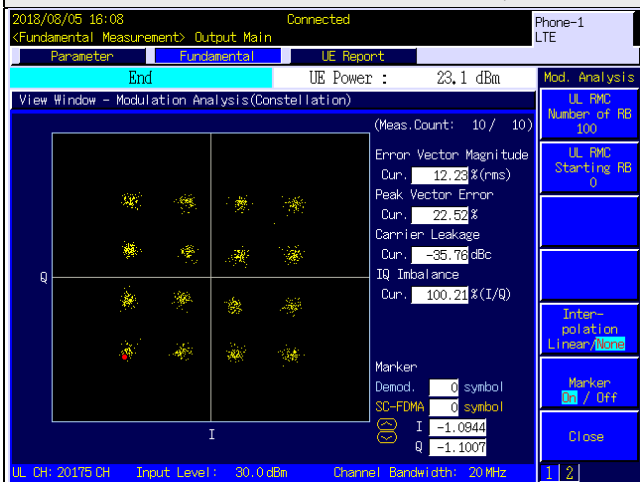 2018/08/05 16:08 Connected Phone-1
<Fundamental Measurement> Output Main LTE
Parameter Fundamental UE Report
End UE Power : 23.1 dBm Mod. Analysis
View Window - Modulation Analysis(Constellation)
UL RMC
Number of RB
100
(Meas.Count: 10/ 10)
Error Vector Magnitude
Cur. 12.23 %(rms)
UL RMC
Starting RB
0
Peak Vector Error
Cur. 22.52 %
Carrier Leakage
Cur. -35.76 dBc
IQ Imbalance
Cur. 100.21 %(I/Q)
Q
I
Inter-
polation
Linear/None
Marker
Demod. 0 symbol
SC-FDMA 0 symbol
I -1.0944
Q -1.1007
Marker
On / Off
Close
UL CH: 20175 CH Input Level: 30.0 dBm Channel Bandwidth: 20 MHz 1 2